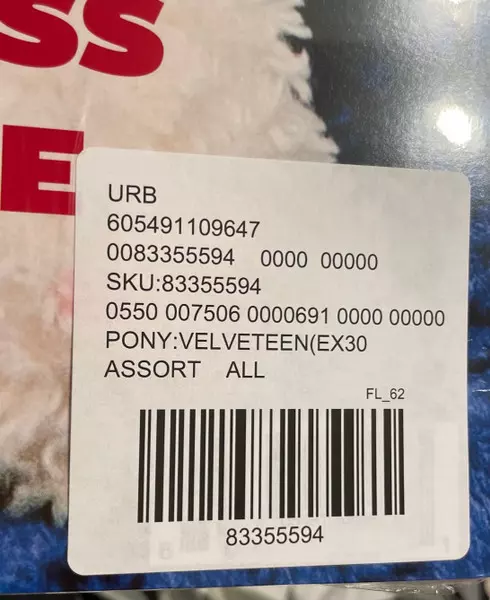 SS
E
URB
605491109647
0083355594 0000 00000
SKU:83355594
0550 007506 0000691 0000 00000
PONY:VELVETEEN(EX30
ASSORT ALL
FL_62
83355594